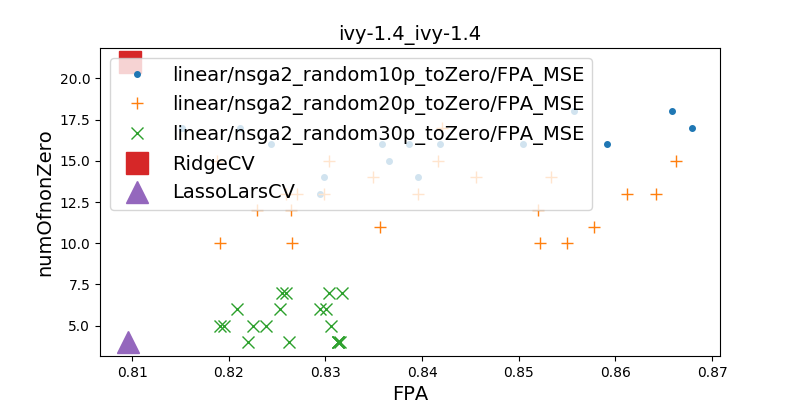 ivy-1.4_ivy-1.4
numOfnonZero
20.0
17.5
15.0
12.5
10.0
7.5
5.0
linear/nsga2_random10p_toZero/FPA_MSE
linear/nsga2_random20p_toZero/FPA_MSE
linear/nsga2_random30p_toZero/FPA_MSE
RidgeCV
LassoLarsCV
0.81 0.82 0.83 0.84 0.85 0.86 0.87
FPA